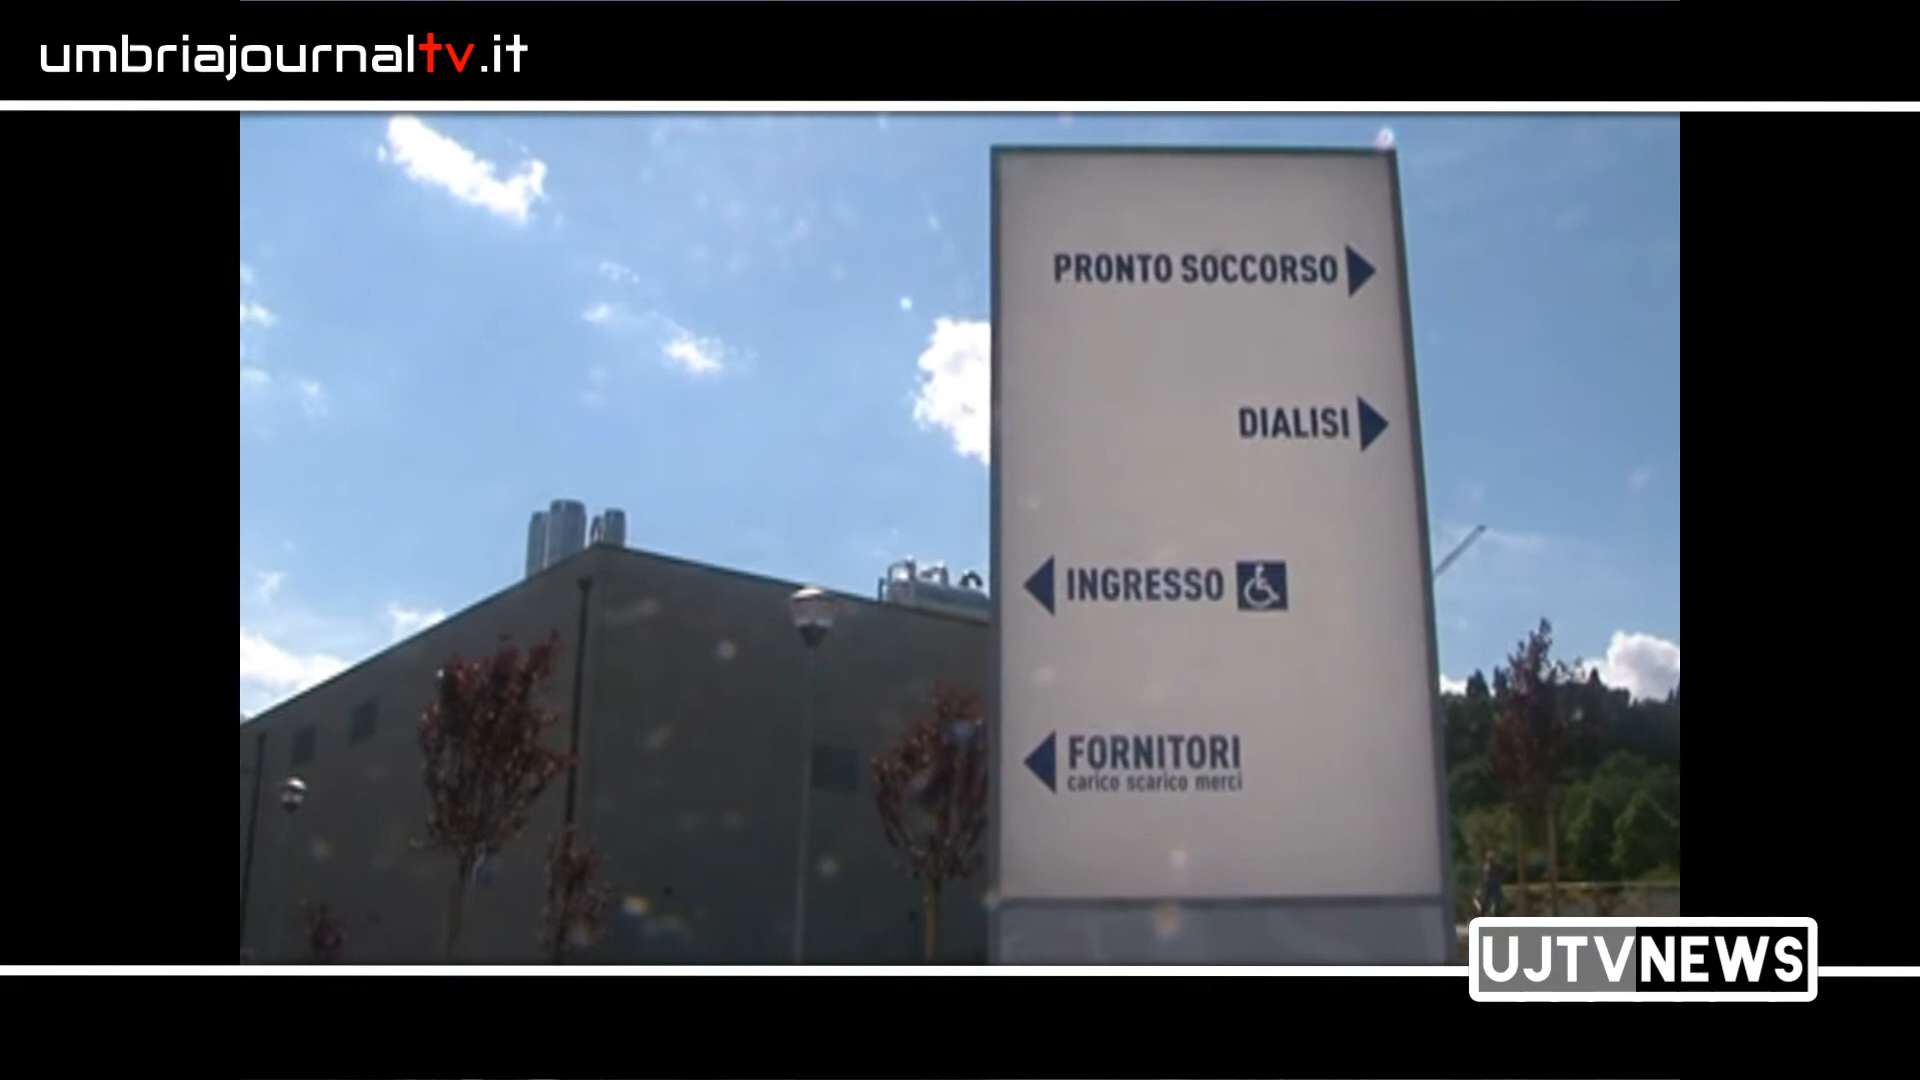 umbriajournaltv.it
PRONTO SOCCORSO
DIALISI
INGRESSO
FORNITORI
carico scarico merci
UJTVNEWS